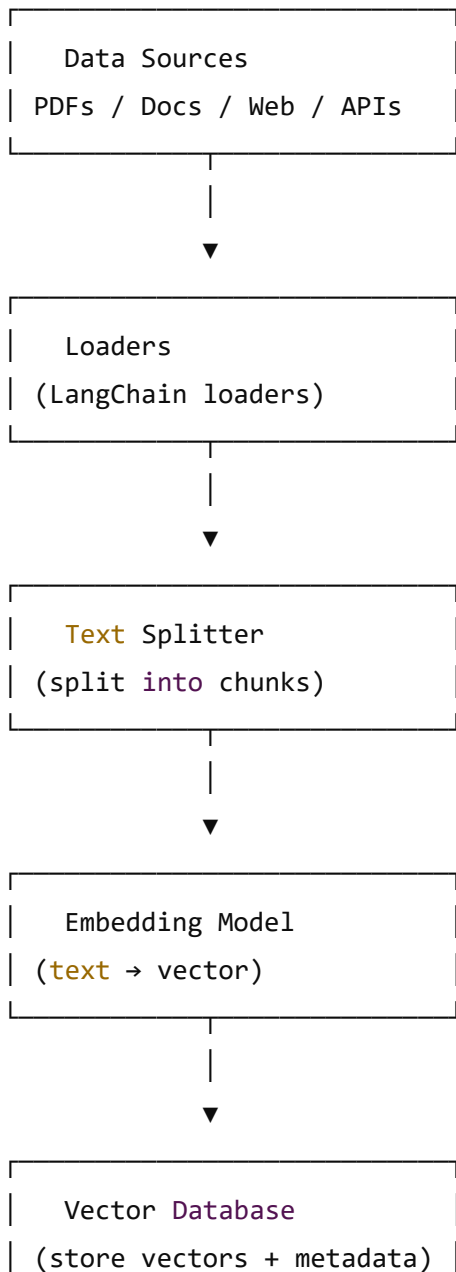 Data Sources
PDFs / Docs / Web / APIs
Loaders
(LangChain loaders)
Text Splitter
(split into chunks)
Embedding Model
(text → vector)
Vector Database
(store vectors + metadata)